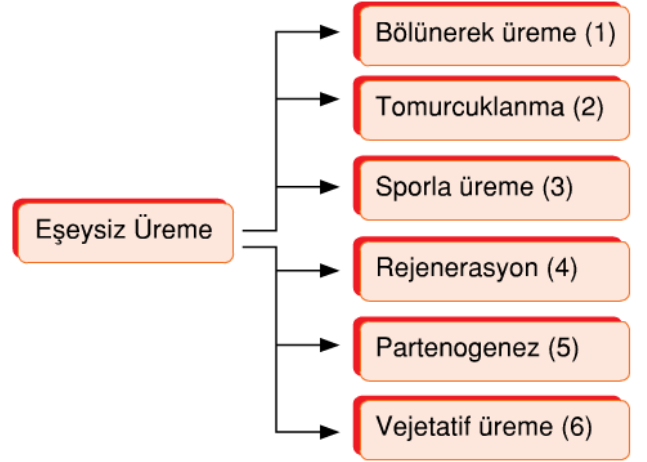 Bölünerek üreme (1)
Tomurcuklanma (2)
Sporla üreme (3)
Eşeysiz Üreme
Rejenerasyon (4)
Partenogenez (5)
Vejetatif üreme (6)